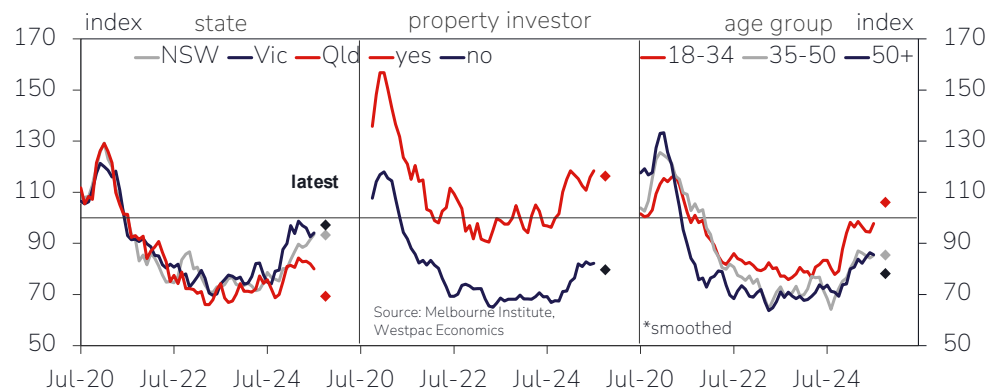 index state property investor age group index
170 NSW Vic Qld yes no 18-34 35-50 50+ 170
150 150
130 130
latest
110 110
90 90
70 70
Source: Melbourne Institute,
Westpac Economics
*smoothed
50 50
Jul-20 Jul-22 Jul-24 Jul-20 Jul-22 Jul-24 Jul-20 Jul-22 Jul-24